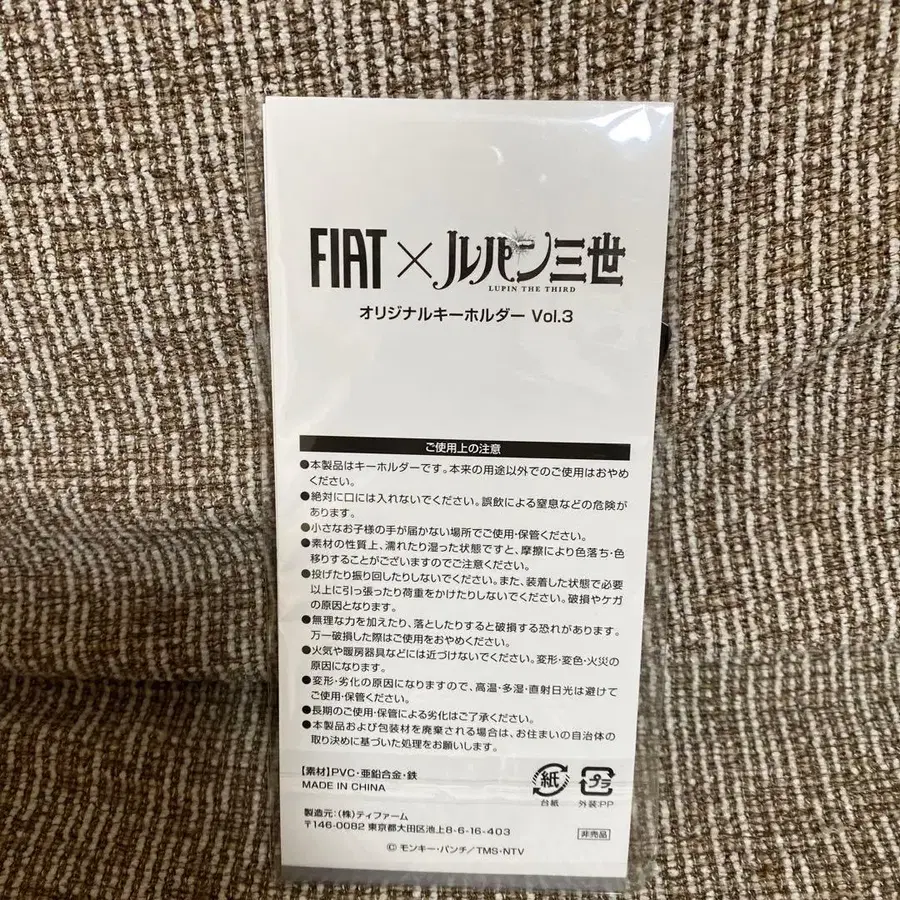 FIAT×ルパン三世
LUPIN THE THIRD
オリジナルキーホルダー Vol.3
ご使用上の注意
●本製品はキーホルダーです。本来の用途以外でのご使用はおやめ
ください。
●絶対に口には入れないでください。誤飲による窒息などの危険が
あります。
●小さなお子様の手が届かない場所でご使用・保管ください。
●素材の性質上、濡れたり湿った状態ですと、摩擦により色落ち・色
移りすることがございますのでご注意ください。
●投げたり振り回したりしないでください。また、装着した状態で必要
以上に引っ張ったり荷重をかけたりしないでください。破損やケガ
の原因となります。
●無理な力を加えたり、落としたりすると破損する恐れがあります。
万一破損した際はご使用をおやめください。
●火気や暖房器具などには近づけないでください。変形・変色・火災の
原因になります。
●変形・劣化の原因になりますので、高温・多湿・直射日光は避けて
ご使用・保管ください。
●長期のご使用・保管による劣化はご了承ください。
●本製品および包装材を廃棄される場合は、お住まいの自治体の
取り決めに基づいた処理をお願いします。
【素材】PVC・亜鉛合金・鉄
MADE IN CHINA
紙
台紙
プラ
外装:PP
製造元:(株)ティファーム
〒146-0082 東京都大田区池上8-6-16-403
非売品
© モンキー・パンチ/TMS・NTV